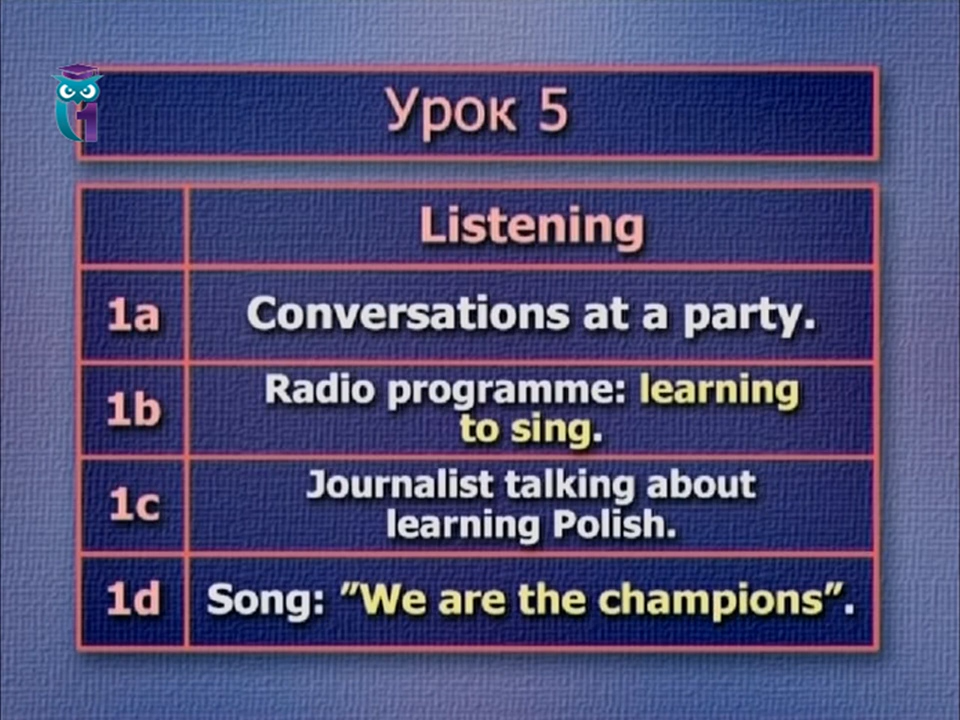 Урок 5
Listening
1a
Conversations at a party.
1b
Radio programme: learning
to sing.
1c
Journalist talking about
learning Polish.
1d
Song: ”We are the champions”.